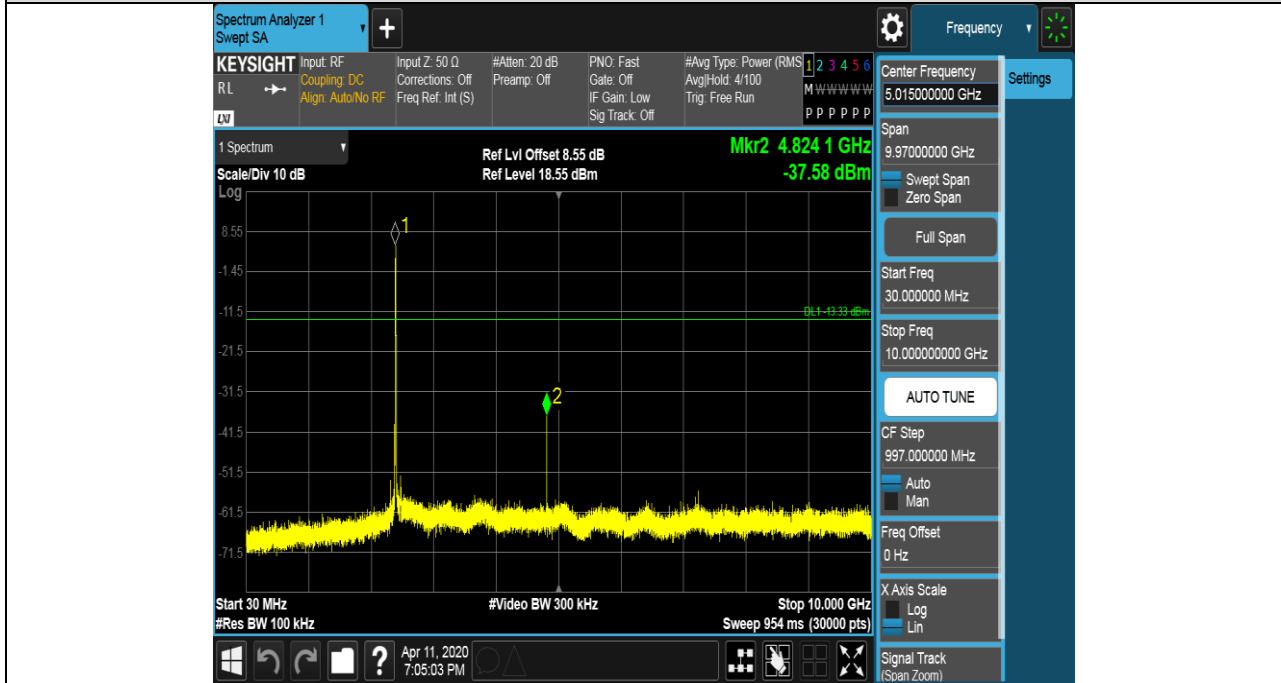 Spectrum Analyzer 1
Swept SA
+
Frequency
KEYSIGHT
RL
LXI
Input: RF
Coupling: DC
Align: Auto/No RF
Input Z: 50 Ω
Corrections: Off
Freq Ref: Int (S)
#Atten: 20 dB
Preamp: Off
PNO: Fast
Gate: Off
IF Gain: Low
Sig Track: Off
#Avg Type: Power (RMS
Avg|Hold: 4/100
Trig: Free Run
1 2 3 4 5 6
M W W W W W
P P P P P P
1 Spectrum
Scale/Div 10 dB
Ref Lvl Offset 8.55 dB
Ref Level 18.55 dBm
Mkr2 4.824 1 GHz
-37.58 dBm
Log
8.55
-1.45
-11.5
-21.5
-31.5
-41.5
-51.5
-61.5
-71.5
1
2
DL1 -13.33 dBm
Start 30 MHz
#Res BW 100 kHz
#Video BW 300 kHz
Stop 10.000 GHz
Sweep 954 ms (30000 pts)
Center Frequency
5.015000000 GHz
Settings
Span
9.97000000 GHz
Swept Span
Zero Span
Full Span
Start Freq
30.000000 MHz
Stop Freq
10.000000000 GHz
AUTO TUNE
CF Step
997.000000 MHz
Auto
Man
Freq Offset
0 Hz
X Axis Scale
Log
Lin
Signal Track
(Span Zoom)
?
Apr 11, 2020
7:05:03 PM